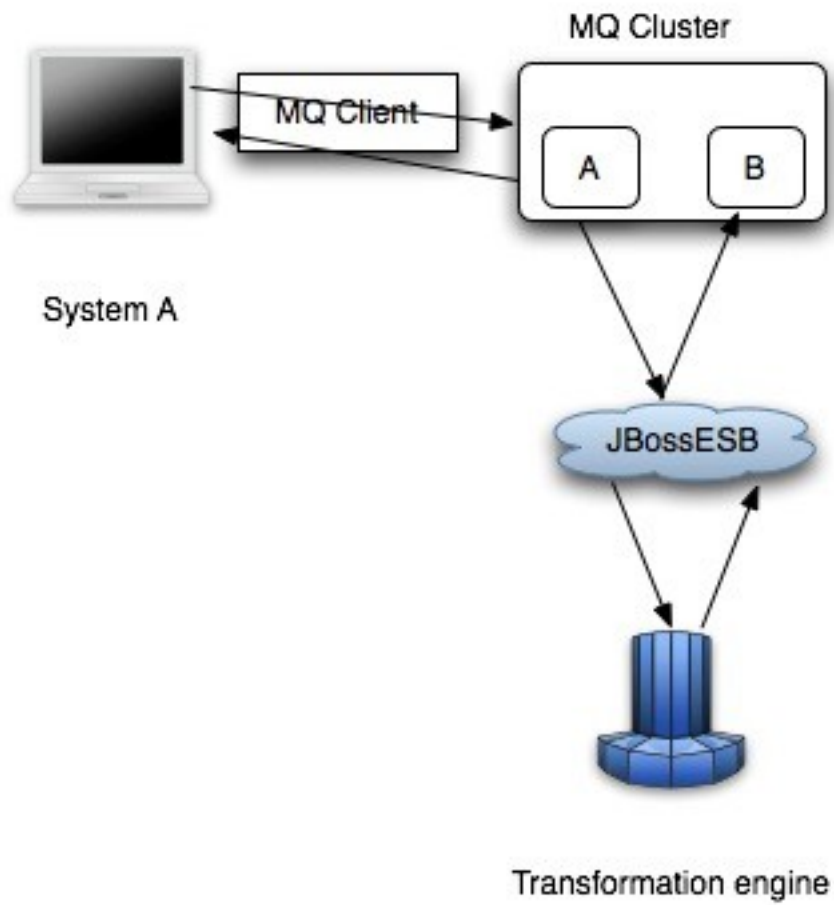 MQ Cluster
MQ Client
A
B
System A
JBossESB
Transformation engine